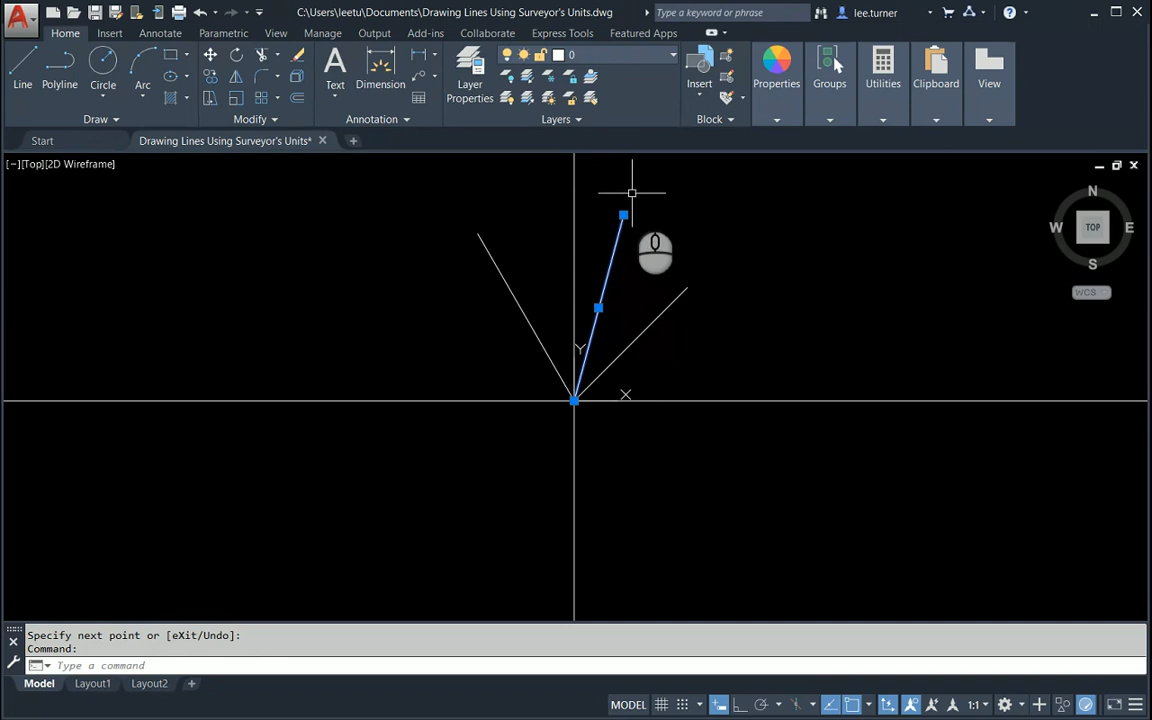 A C:\Users\leetu\Documents\Drawing Lines Using Surveyor's Units.dwg Type a keyword or phrase lee.turner ?
Home Insert Annotate Parametric View Manage Output Add-ins Collaborate Express Tools Featured Apps
0
Line Polyline Circle Arc A Text Dimension Layer Properties Insert Properties Groups Utilities Clipboard View
Draw Modify Annotation Layers Block
Start Drawing Lines Using Surveyor's Units*
[−][Top][2D Wireframe]
N
W TOP E
S
WCS
Y
X
Specify next point or [eXit/Undo]:
Command:
Type a command
Model Layout1 Layout2 +
MODEL 1:1